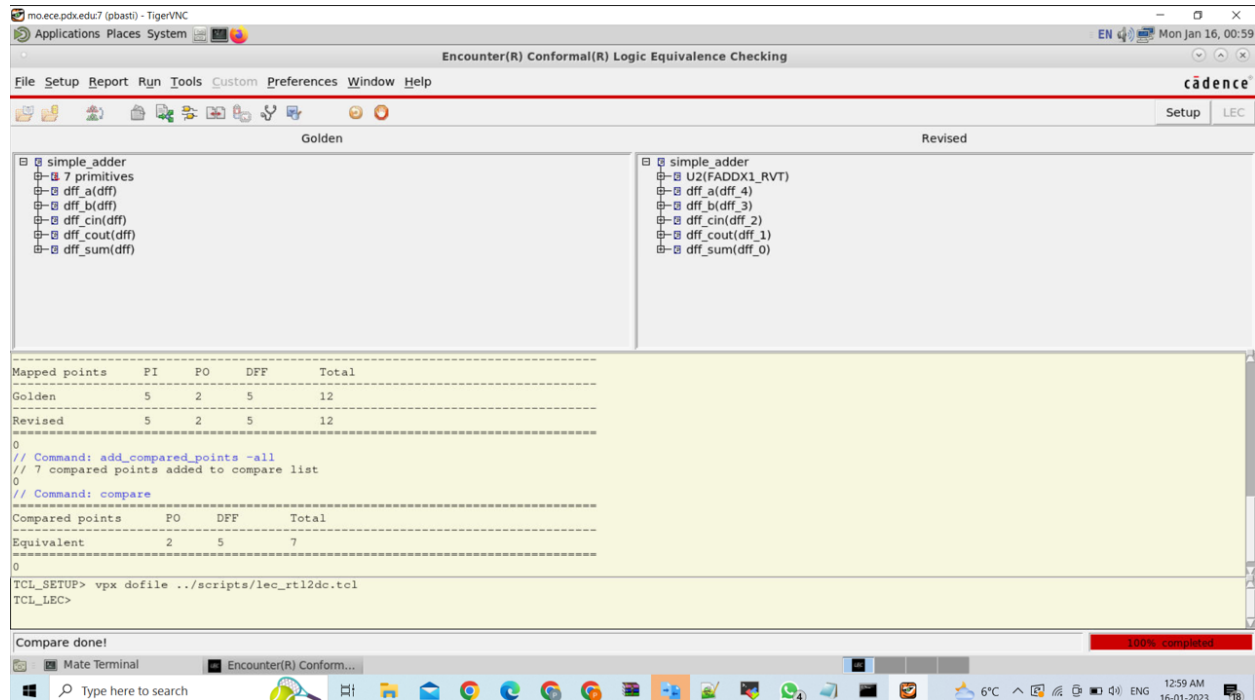 mo.ece.pdx.edu:7 (pbasti) - TigerVNC
Applications Places System EN Mon Jan 16, 00:59
Encounter(R) Conformal(R) Logic Equivalence Checking
File Setup Report Run Tools Custom Preferences Window Help cādence
Setup LEC
Golden Revised
simple_adder
7 primitives
dff_a(dff)
dff_b(dff)
dff_cin(dff)
dff_cout(dff)
dff_sum(dff)
simple_adder
U2(FADDX1_RVT)
dff_a(dff_4)
dff_b(dff_3)
dff_cin(dff_2)
dff_cout(dff_1)
dff_sum(dff_0)
--------------------------------------------------------------------------------
Mapped points PI PO DFF Total
--------------------------------------------------------------------------------
Golden 5 2 5 12
--------------------------------------------------------------------------------
Revised 5 2 5 12
================================================================================
0
// Command: add_compared_points -all
// 7 compared points added to compare list
0
// Command: compare
================================================================================
Compared points PO DFF Total
--------------------------------------------------------------------------------
Equivalent 2 5 7
================================================================================
0
TCL_SETUP> vpx dofile ../scripts/lec_rtl2dc.tcl
TCL_LEC>
Compare done! 100% completed
Mate Terminal Encounter(R) Conform...
Type here to search 4 6°C ENG 12:59 AM
16-01-2023 18